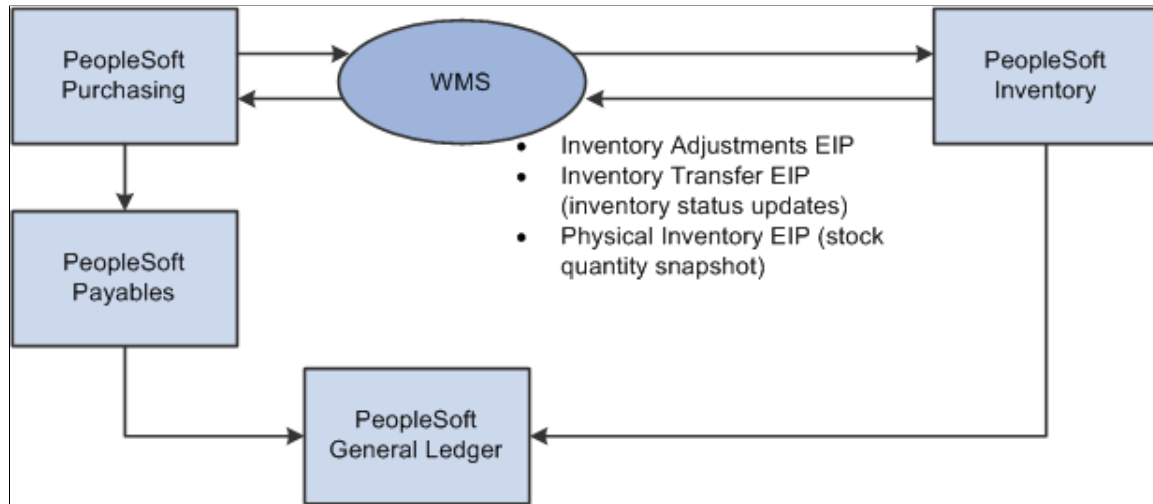 PeopleSoft
Purchasing
WMS
PeopleSoft
Inventory
• Inventory Adjustments EIP
• Inventory Transfer EIP
(inventory status updates)
• Physical Inventory EIP (stock
quantity snapshot)
PeopleSoft
Payables
PeopleSoft
General Ledger